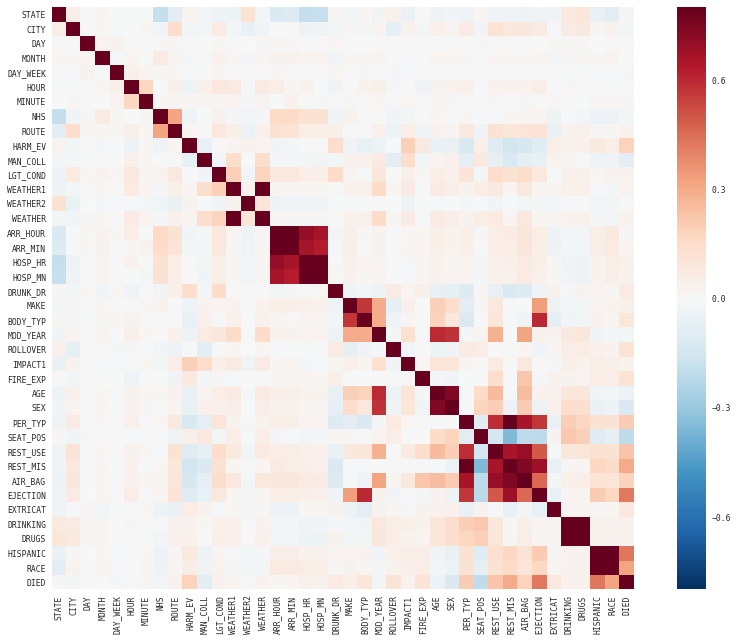 STATE
CITY
DAY
MONTH
DAY_WEEK
HOUR
MINUTE
NHS
ROUTE
HARM_EV
MAN_COLL
LGT_COND
WEATHER1
WEATHER2
WEATHER
ARR_HOUR
ARR_MIN
HOSP_HR
HOSP_MN
DRUNK_DR
MAKE
BODY_TYP
MOD_YEAR
ROLLOVER
IMPACT1
FIRE_EXP
AGE
SEX
PER_TYP
SEAT_POS
REST_USE
REST_MIS
AIR_BAG
EJECTION
EXTRICAT
DRINKING
DRUGS
HISPANIC
RACE
DIED
STATE
CITY
DAY
MONTH
DAY_WEEK
HOUR
MINUTE
NHS
ROUTE
HARM_EV
MAN_COLL
LGT_COND
WEATHER1
WEATHER2
WEATHER
ARR_HOUR
ARR_MIN
HOSP_HR
HOSP_MN
DRUNK_DR
MAKE
BODY_TYP
MOD_YEAR
ROLLOVER
IMPACT1
FIRE_EXP
AGE
SEX
PER_TYP
SEAT_POS
REST_USE
REST_MIS
AIR_BAG
EJECTION
EXTRICAT
DRINKING
DRUGS
HISPANIC
RACE
DIED
0.6
0.3
0.0
−0.3
−0.6